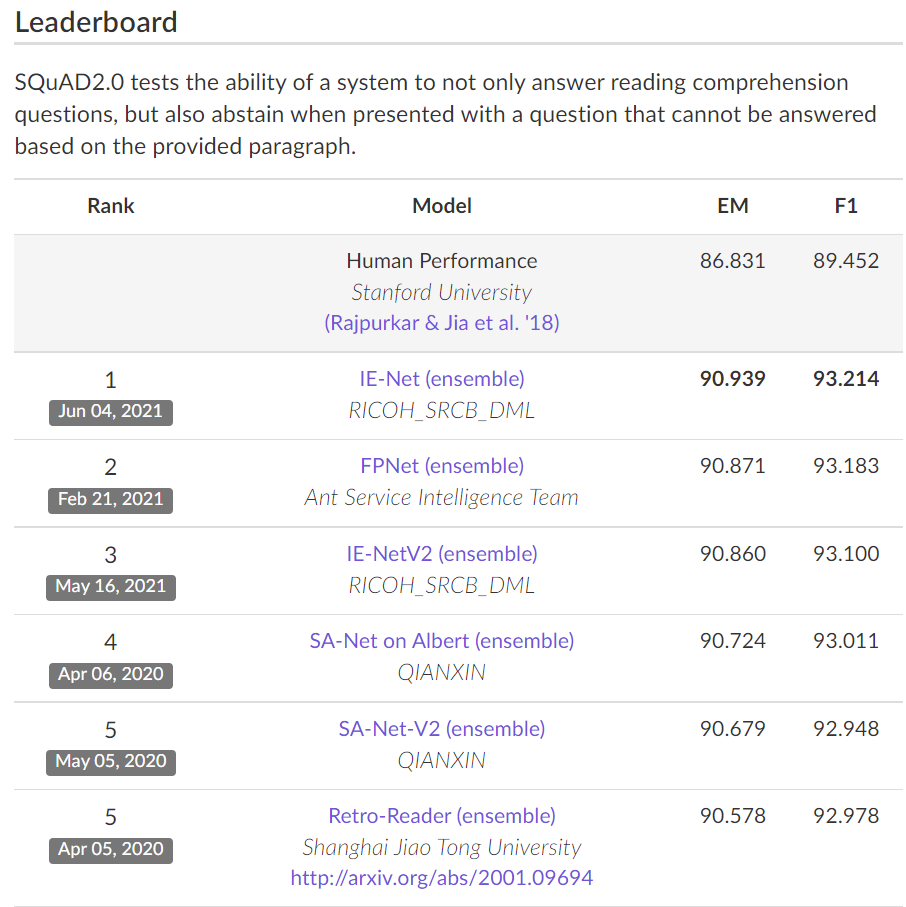 Leaderboard
SQuAD2.0 tests the ability of a system to not only answer reading comprehension
questions, but also abstain when presented with a question that cannot be answered
based on the provided paragraph.
Rank Model EM F1
Human Performance 86.831 89.452
Stanford University
(Rajpurkar & Jia et al. '18)
1 IE-Net (ensemble) 90.939 93.214
Jun 04, 2021 RICOH_SRCB_DML
2 FPNet (ensemble) 90.871 93.183
Feb 21, 2021 Ant Service Intelligence Team
3 IE-NetV2 (ensemble) 90.860 93.100
May 16, 2021 RICOH_SRCB_DML
4 SA-Net on Albert (ensemble) 90.724 93.011
Apr 06, 2020 QIANXIN
5 SA-Net-V2 (ensemble) 90.679 92.948
May 05, 2020 QIANXIN
5 Retro-Reader (ensemble) 90.578 92.978
Apr 05, 2020 Shanghai Jiao Tong University
http://arxiv.org/abs/2001.09694